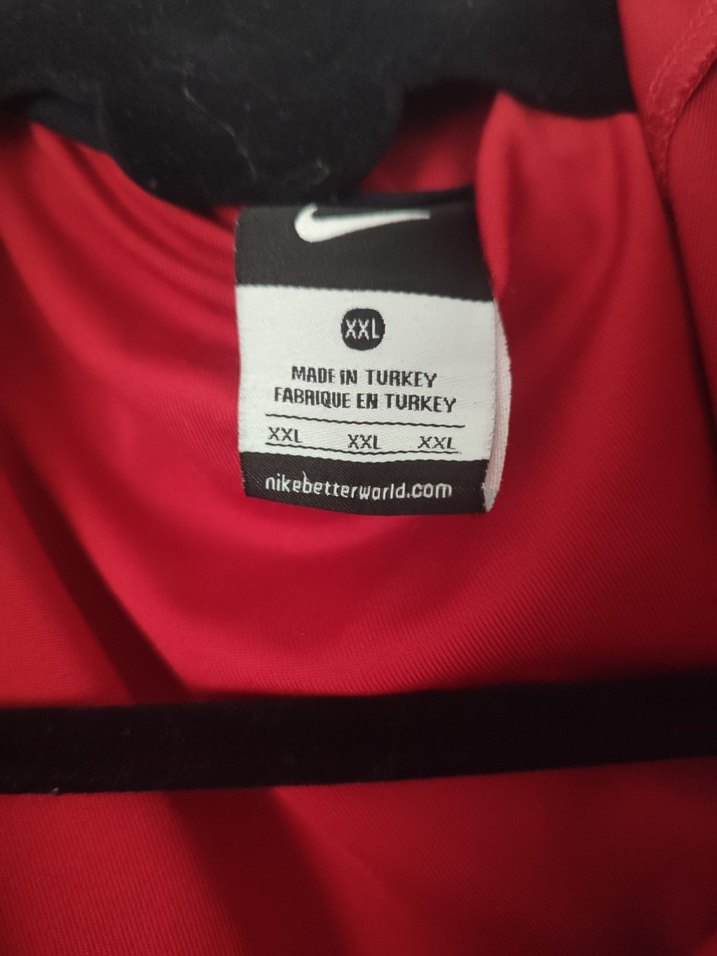 XXL
MADE IN TURKEY
FABRIQUE EN TURKEY
XXL XXL XXL
nikebetterworld.com